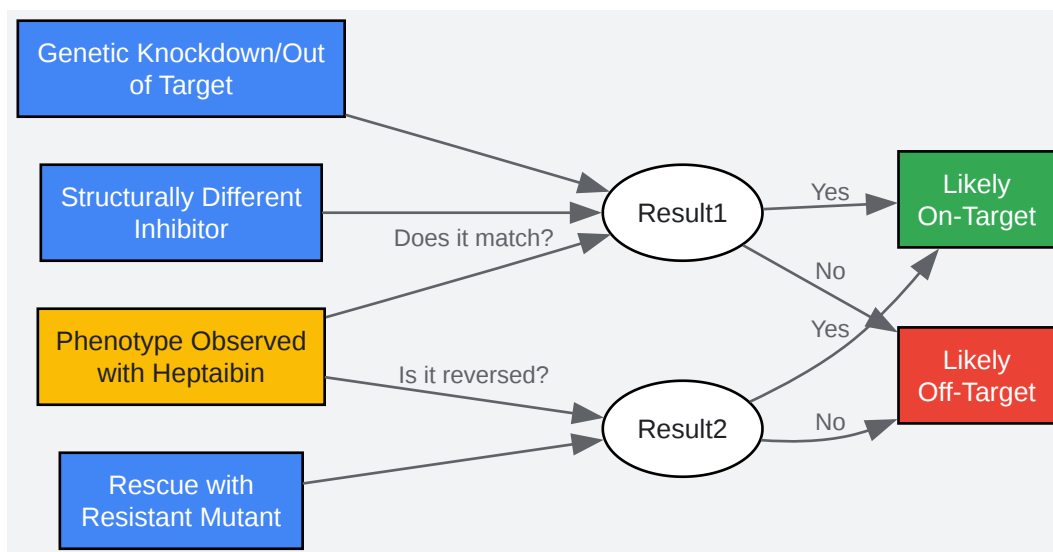 Genetic Knockdown/Out
of Target
Structurally Different
Inhibitor
Does it match?
Phenotype Observed
with Heptaibin
Is it reversed?
Rescue with
Resistant Mutant
Result1
Result2
Yes
No
Yes
No
Likely
On-Target
Likely
Off-Target